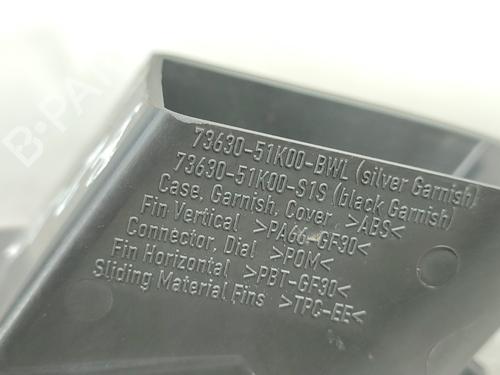 B-PARTS
73630-51K00-BWL (silver Garnish)
73630-51K00-S1S (black Garnish)
Case, Garnish, Cover, >ABS<
Fin Vertical >PA66-GF30<
Connector, Dial >POM<
Fin Horizontal >PBT-GF30<
Sliding Material Fins >TPC-EE<